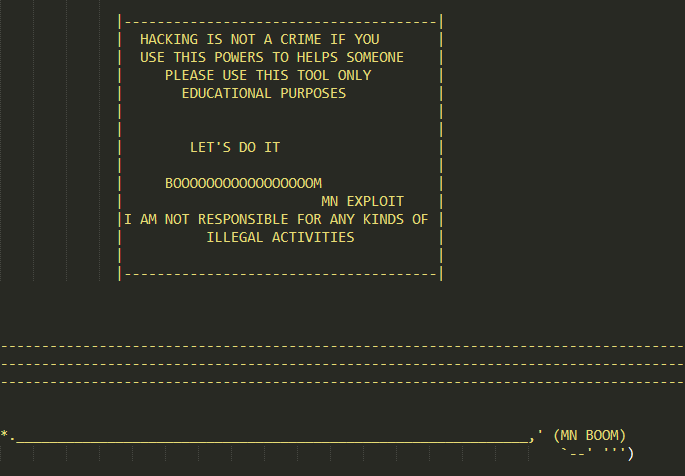 |--------------------------------------|
| HACKING IS NOT A CRIME IF YOU |
| USE THIS POWERS TO HELPS SOMEONE |
| PLEASE USE THIS TOOL ONLY |
| EDUCATIONAL PURPOSES |
| LET'S DO IT |
| BOOOOOOOOOOOOOOOOOM |
| MN EXPLOIT |
|I AM NOT RESPONSIBLE FOR ANY KINDS OF |
| ILLEGAL ACTIVITIES |
|--------------------------------------|
-----------------------------------------------------------------------------------
-----------------------------------------------------------------------------------
-----------------------------------------------------------------------------------
*.______________________________________________________________,' (MN BOOM)
`--' ''')